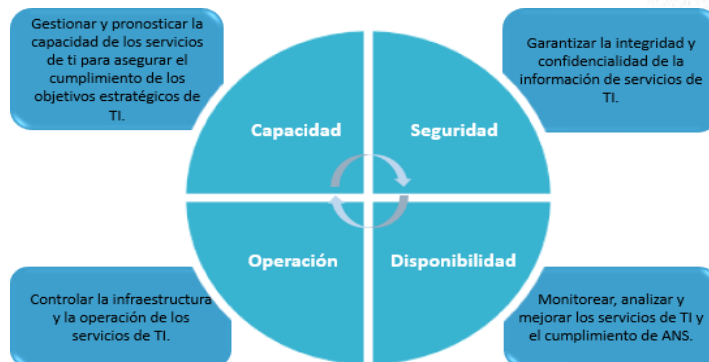 Gestionar y pronosticar la
capacidad de los servicios
de ti para asegurar el
cumplimiento de los
objetivos estratégicos de
TI.
Garantizar la integridad y
confidencialidad de la
información de servicios de
TI.
Capacidad
Seguridad
Operación
Disponibilidad
Controlar la infraestructura
y la operación de los
servicios de TI.
Monitorear, analizar y
mejorar los servicios de TI y
el cumplimiento de ANS.